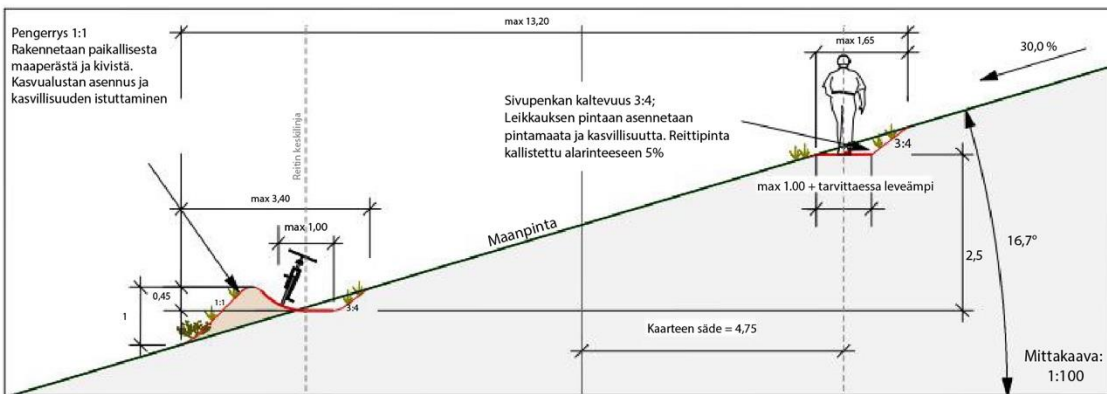 Pengerrys 1:1
Rakennetaan paikallisesta
maaperästä ja kivistä.
Kasvualustan asennus ja
kasvillisuuden istuttaminen
max 13,20
max 1,65
30,0 %
Sivupenkan kaltevuus 3:4;
Leikkauksen pintaan asennetaan
pintamaata ja kasvillisuutta. Reittipinta
kallistettu alarinteeseen 5%
3:4
Reitin keskilinja
max 1.00 + tarvittaessa leveämpi
max 3,40
Maanpinta
max 1,00
2,5
16,7°
0,45
1
1:1
3:4
Kaarteen säde = 4,75
Mittakaava:
1:100